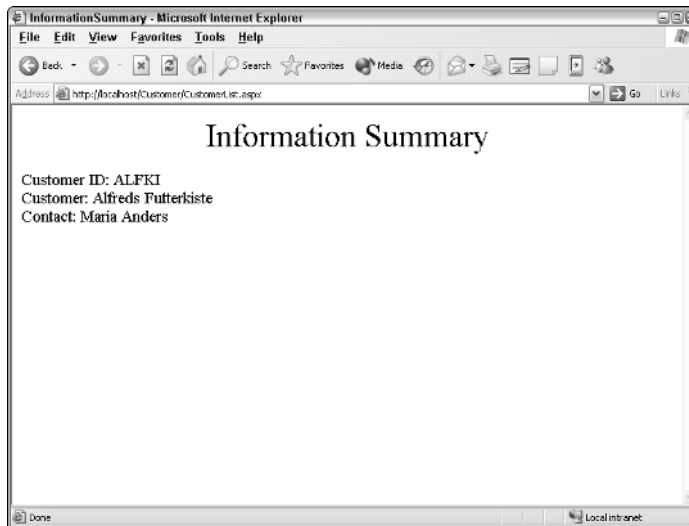 InformationSummary - Microsoft Internet Explorer
File Edit View Favorites Tools Help
Back Search Favorites Media
Address http://localhost/Customer/CustomerList.aspx Go Links
Information Summary
Customer ID: ALFKI
Customer: Alfreds Futterkiste
Contact: Maria Anders
Done Local intranet